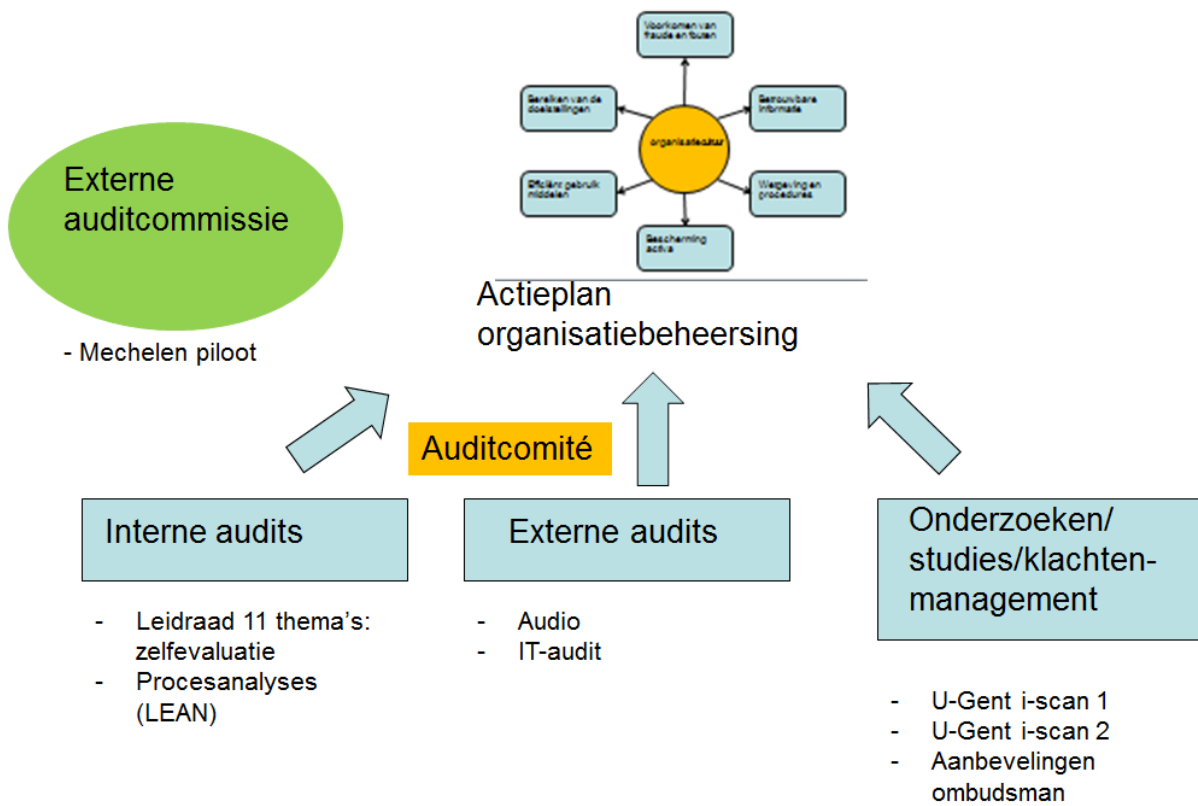 Voorkomen van
fraude en fouten
Bereiken van de
doelstellingen
Betrouwbare
informatie
organisatiecultuur
Efficiënt gebruik
middelen
Wetgeving en
procedures
Bescherming
activa
Externe
auditcommissie
- Mechelen piloot
Actieplan
organisatiebeheersing
Auditcomité
Interne audits
- Leidraad 11 thema's:
zelfevaluatie
- Procesanalyses
(LEAN)
Externe audits
- Audio
- IT-audit
Onderzoeken/
studies/klachten-
management
- U-Gent i-scan 1
- U-Gent i-scan 2
- Aanbevelingen
ombudsman